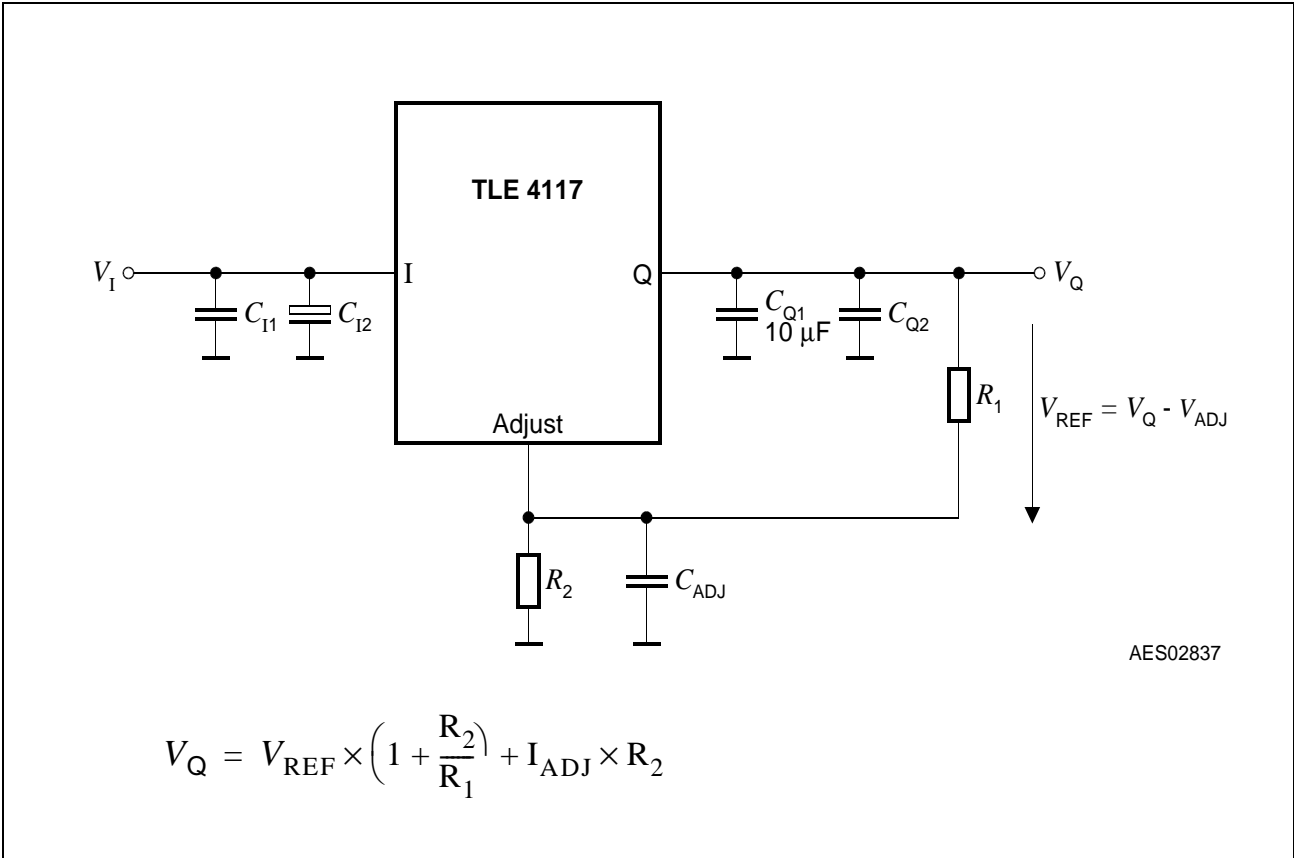 TLE 4117
V_I
I
Q
V_Q
C_I1
C_I2
C_Q1
10 µF
C_Q2
R_1
V_REF = V_Q - V_ADJ
Adjust
R_2
C_ADJ
AES02837
V_Q = V_REF × (1 + R_2/R_1) + I_ADJ × R_2